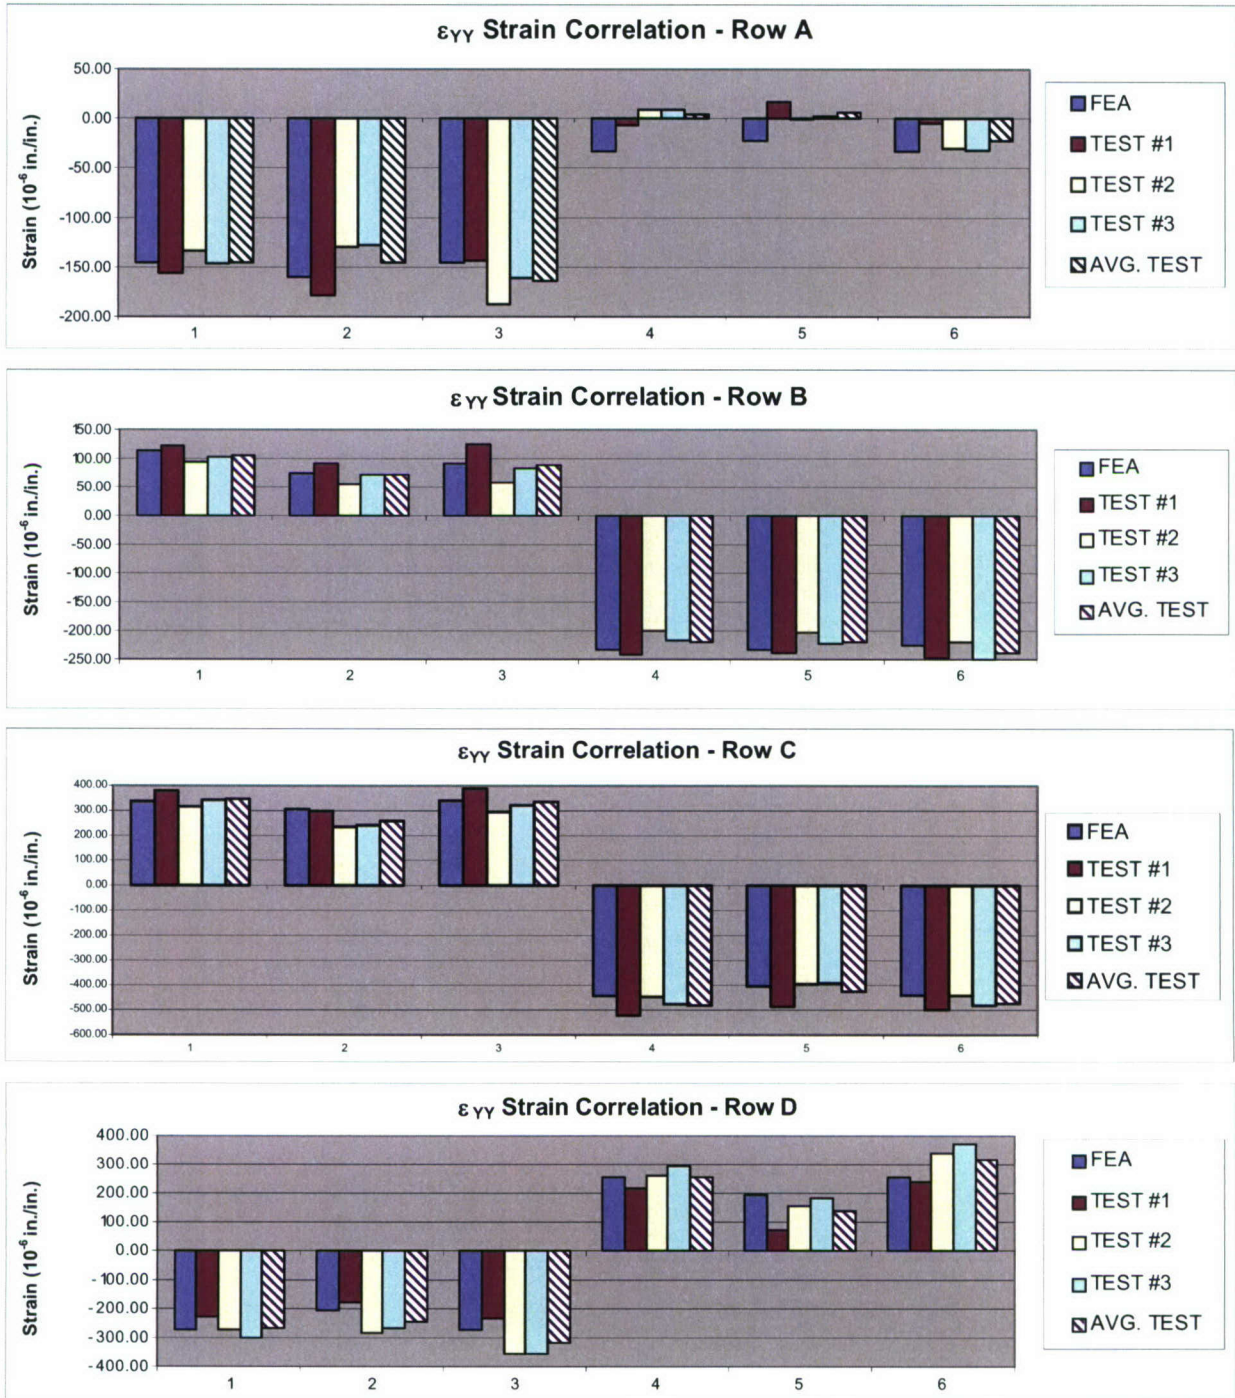 εYY Strain Correlation - Row A
Strain (10-6 in./in.)
50.00
0.00
-50.00
-100.00
-150.00
-200.00
1 2 3 4 5 6
FEA
TEST #1
TEST #2
TEST #3
AVG. TEST
εYY Strain Correlation - Row B
Strain (10-6 in./in.)
150.00
100.00
50.00
0.00
-50.00
-100.00
-150.00
-200.00
-250.00
1 2 3 4 5 6
FEA
TEST #1
TEST #2
TEST #3
AVG. TEST
εYY Strain Correlation - Row C
Strain (10-6 in./in.)
400.00
300.00
200.00
100.00
0.00
-100.00
-200.00
-300.00
-400.00
-500.00
-600.00
1 2 3 4 5 6
FEA
TEST #1
TEST #2
TEST #3
AVG. TEST
εYY Strain Correlation - Row D
Strain (10-6 in./in.)
400.00
300.00
200.00
100.00
0.00
-100.00
-200.00
-300.00
-400.00
1 2 3 4 5 6
FEA
TEST #1
TEST #2
TEST #3
AVG. TEST